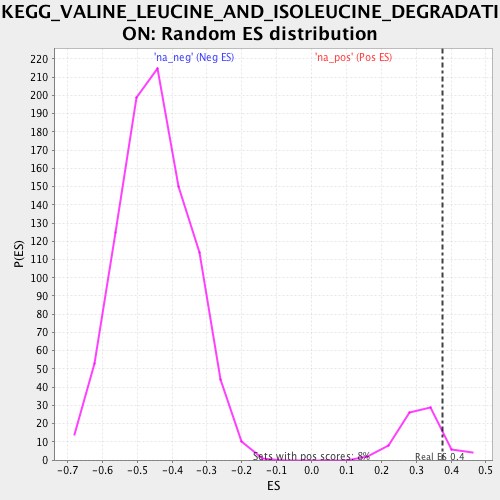 KEGG_VALINE_LEUCINE_AND_ISOLEUCINE_DEGRADATI
ON: Random ES distribution
'na_neg' (Neg ES) 'na_pos' (Pos ES)
220
210
200
190
180
170
160
150
140
130
120
110
100
90
80
70
60
50
40
30
20
10
0
P(ES)
Sets with pos scores: 8%
Real ES 0.4
-0.7 -0.6 -0.5 -0.4 -0.3 -0.2 -0.1 0.0 0.1 0.2 0.3 0.4 0.5
ES